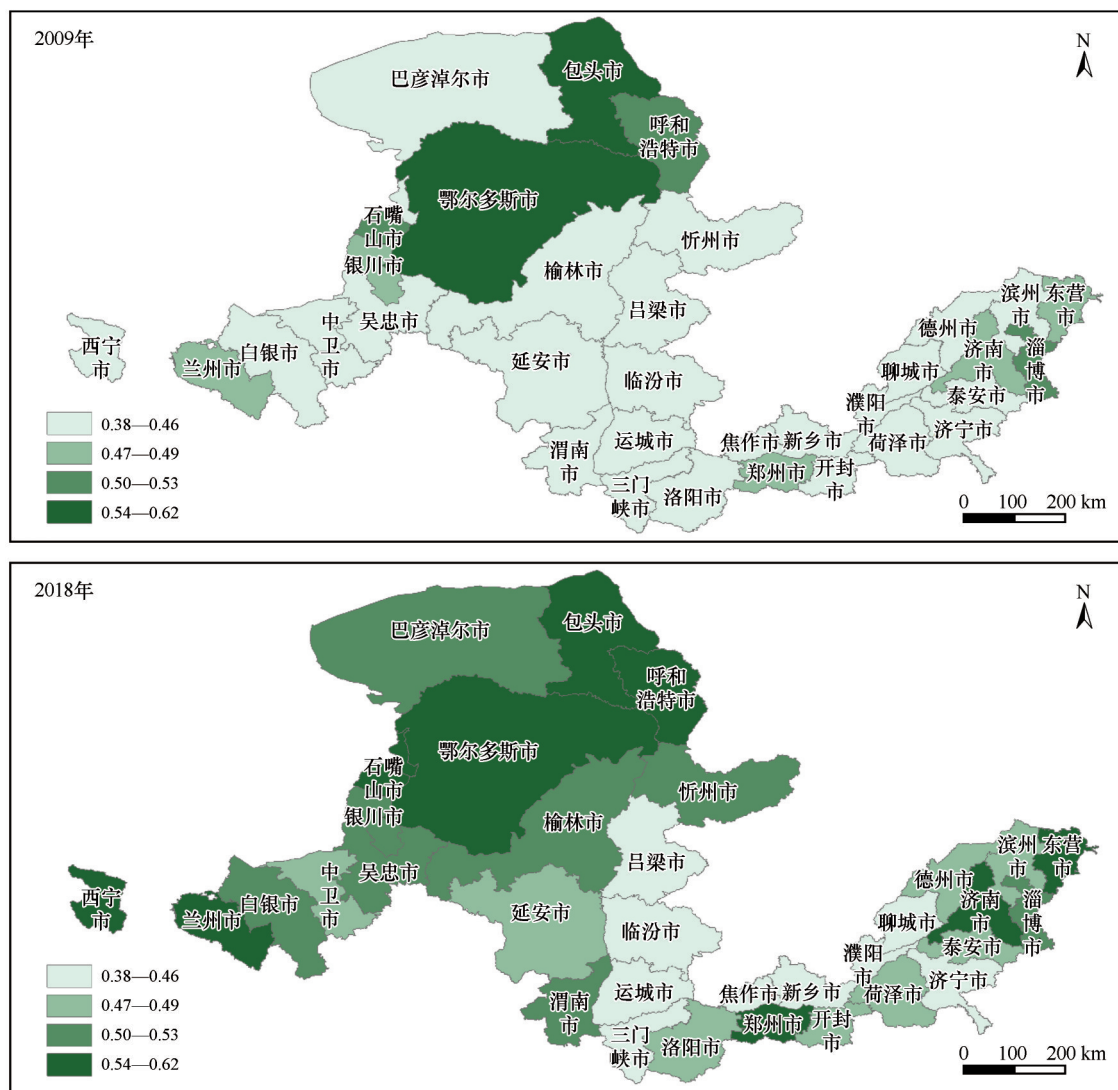 2009年
N
包头市
巴彦淖尔市
呼和
浩特市
鄂尔多斯市
石嘴
山市
忻州市
银川市
榆林市
滨州
市
东营
市
吕梁市
吴忠市
中
卫
市
德州市
西宁
市
白银市
济南
市
淄
博
市
兰州市
延安市
临汾市
聊城市
泰安市
濮阳
市
0.38—0.46
济宁市
运城市
焦作市
新乡市
荷泽市
渭南
市
0.47—0.49
郑州市
开封
市
三门
峡市
洛阳市
0.50—0.53
0 100 200 km
0.54—0.62
2018年
N
包头市
巴彦淖尔市
呼和
浩特市
鄂尔多斯市
石嘴
山市
忻州市
银川市
榆林市
滨州
市
东营
市
吕梁市
吴忠市
中
卫
市
德州市
西宁
市
白银市
济南
市
淄
博
市
兰州市
延安市
临汾市
聊城市
泰安市
濮阳
市
0.38—0.46
济宁市
运城市
焦作市
新乡市
荷泽市
渭南
市
0.47—0.49
郑州市
开封
市
三门
峡市
洛阳市
0.50—0.53
0 100 200 km
0.54—0.62